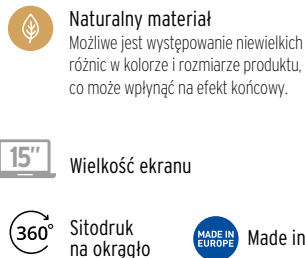 Naturalny materiał
Możliwe jest występowanie niewielkich
różnic w kolorze i rozmiarze produktu,
co może wpłynąć na efekt końcowy.
15″
Wielkość ekranu
360°
Sitodruk
na okrągło
MADE IN
EUROPE
Made in